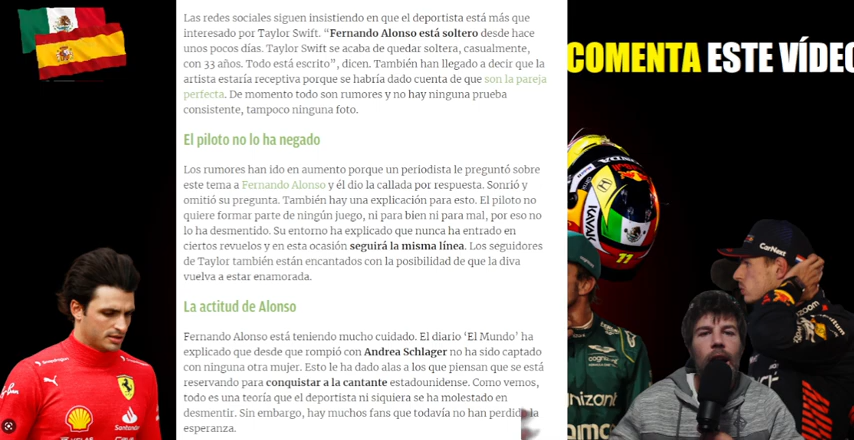 Las redes sociales siguen insistiendo en que el deportista está más que
interesado por Taylor Swift. “Fernando Alonso está soltero desde hace
unos pocos días. Taylor Swift se acaba de quedar soltera, casualmente,
con 33 años. Todo está escrito”, dicen. También han llegado a decir que la
artista estaría receptiva porque se habría dado cuenta de que son la pareja
perfecta. De momento todo son rumores y no hay ninguna prueba
consistente, tampoco ninguna foto.
El piloto no lo ha negado
Los rumores han ido en aumento porque un periodista le preguntó sobre
este tema a Fernando Alonso y él dio la callada por respuesta. Sonrió y
omitió su pregunta. También hay una explicación para esto. El piloto no
quiere formar parte de ningún juego, ni para bien ni para mal, por eso no
lo ha desmentido. Su entorno ha explicado que nunca ha entrado en
ciertos revuelos y en esta ocasión seguirá la misma línea. Los seguidores
de Taylor también están encantados con la posibilidad de que la diva
vuelva a estar enamorada.
La actitud de Alonso
Fernando Alonso está teniendo mucho cuidado. El diario ‘El Mundo’ ha
explicado que desde que rompió con Andrea Schlager no ha sido captado
con ninguna otra mujer. Esto le ha dado alas a los que piensan que se está
reservando para conquistar a la cantante estadounidense. Como vemos,
todo es una teoría que el deportista ni siquiera se ha molestado en
desmentir. Sin embargo, hay muchos fans que todavía no han perdido la
esperanza.
COMENTA ESTE VÍDEO
HONDA
KAVAK
11
CarNext
cognizant
Shell
Santander